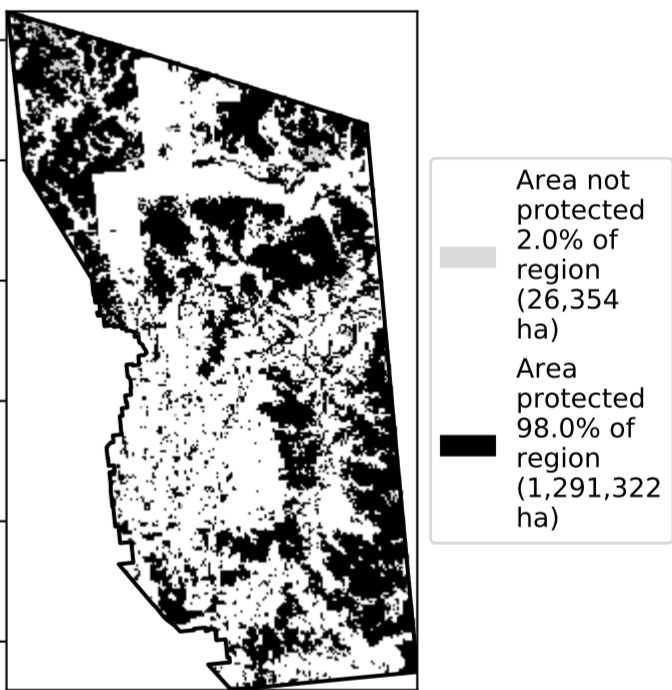 Area not
protected
2.0% of
region
(26,354
ha)
Area
protected
98.0% of
region
(1,291,322
ha)